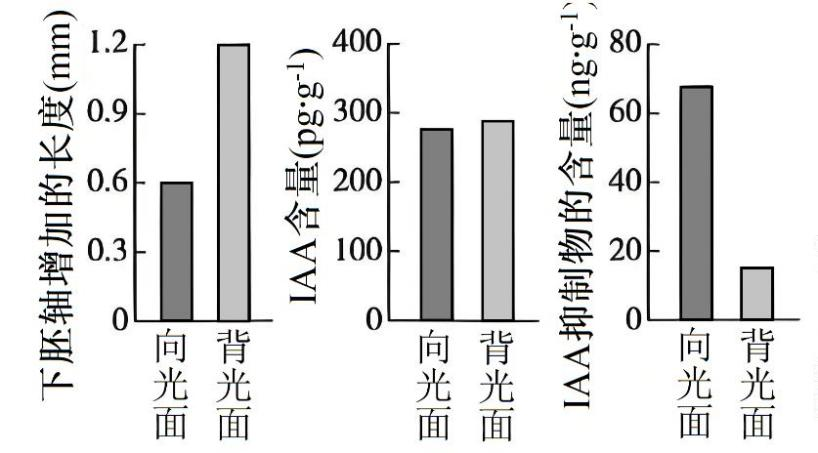 下胚轴增加的长度(mm)
1.2
0.9
0.6
0.3
0
向光面
背光面
IAA含量(pg·g⁻¹)
400
300
200
100
0
向光面
背光面
IAA抑制物的含量(ng·g⁻¹)
80
60
40
20
0
向光面
背光面